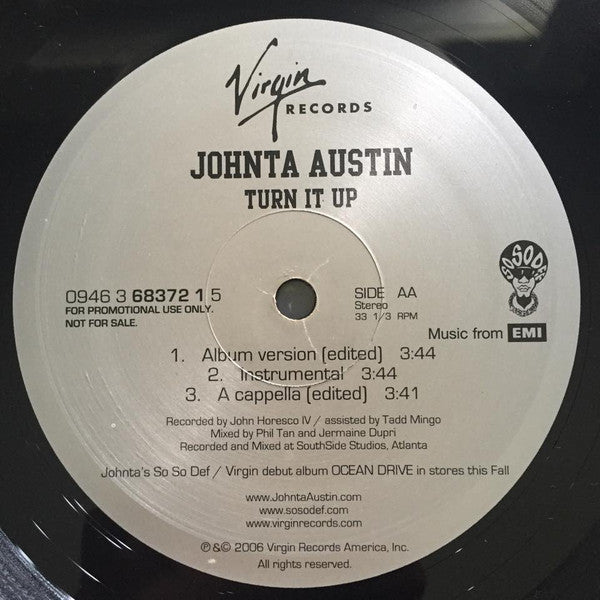 Virgin
RECORDS
JOHNTA AUSTIN
TURN IT UP
0946 3 68372 1 5
FOR PROMOTIONAL USE ONLY.
NOT FOR SALE.
SIDE AA
Stereo
33 1/3 RPM
SO SO DEF
Music from EMI
1. Album version (edited) 3:44
2. Instrumental 3:44
3. A cappella (edited) 3:41
Recorded by John Horesco IV / assisted by Tadd Mingo
Mixed by Phil Tan and Jermaine Dupri
Recorded and Mixed at SouthSide Studios, Atlanta
Johnta's So So Def / Virgin debut album OCEAN DRIVE in stores this Fall
www.JohntaAustin.com
www.sosodef.com
www.virginrecords.com
℗&© 2006 Virgin Records America, Inc.
All rights reserved.